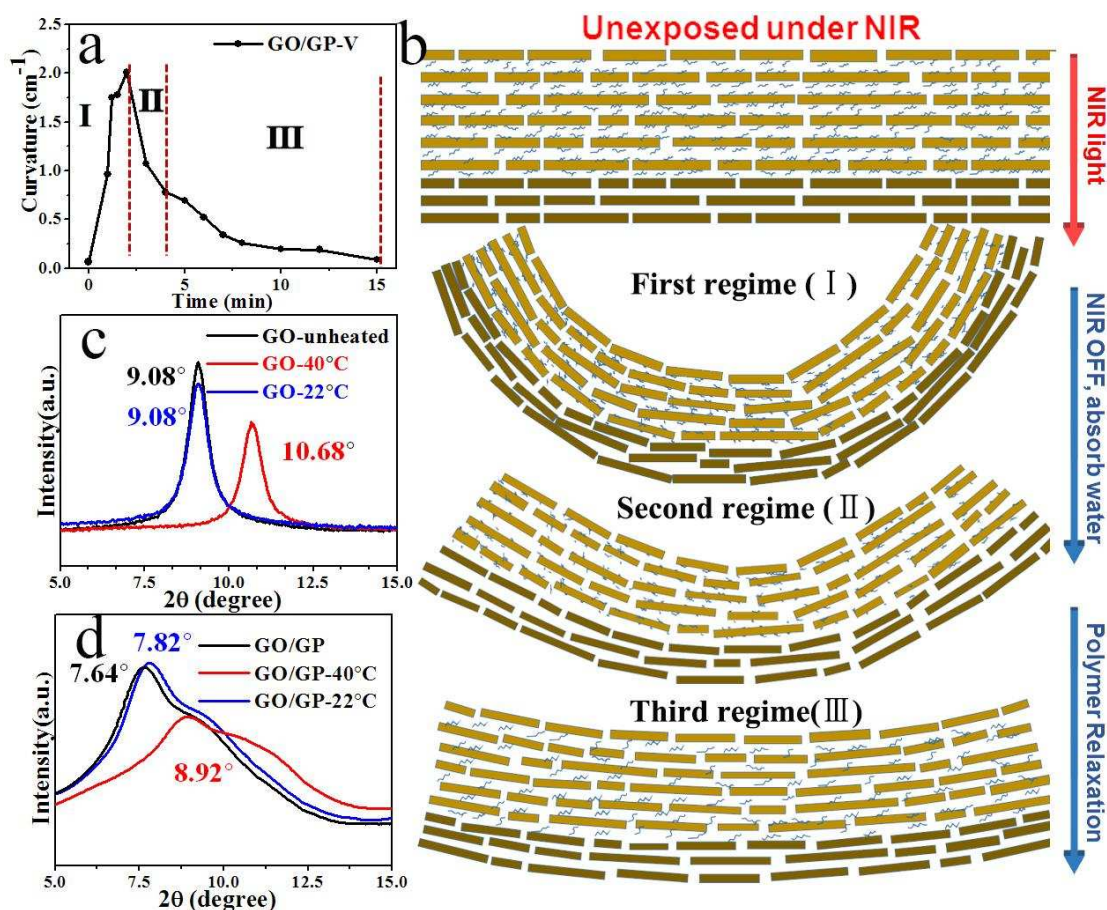 a
GO/GP-V
I
II
III
Curvature (cm⁻¹)
2.5
2.0
1.5
1.0
0.5
0.0
0
5
10
15
Time (min)
b
Unexposed under NIR
First regime ( Ⅰ )
Second regime (Ⅱ)
Third regime(Ⅲ)
NIR light
NIR OFF, absorb water
Polymer Relaxation
c
GO-unheated
GO-40°C
GO-22°C
9.08°
9.08°
10.68°
Intensity(a.u.)
5.0
7.5
10.0
12.5
15.0
2θ (degree)
d
7.82°
7.64°
GO/GP
GO/GP-40°C
GO/GP-22°C
8.92°
Intensity(a.u.)
5.0
7.5
10.0
12.5
15.0
2θ (degree)